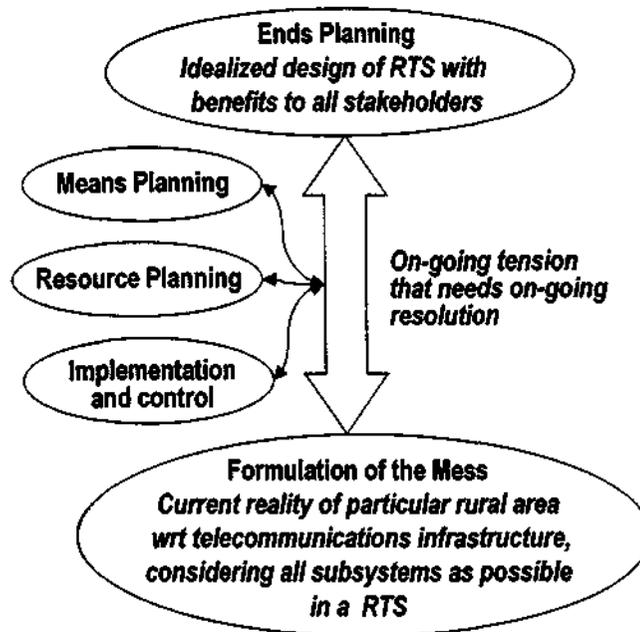 Ends Planning
Idealized design of RTS with
benefits to all stakeholders
Means Planning
Resource Planning
Implementation
and control
On-going tension
that needs on-going
resolution
Formulation of the Mess
Current reality of particular rural area
wrt telecommunications infrastructure,
considering all subsystems as possible
in a RTS